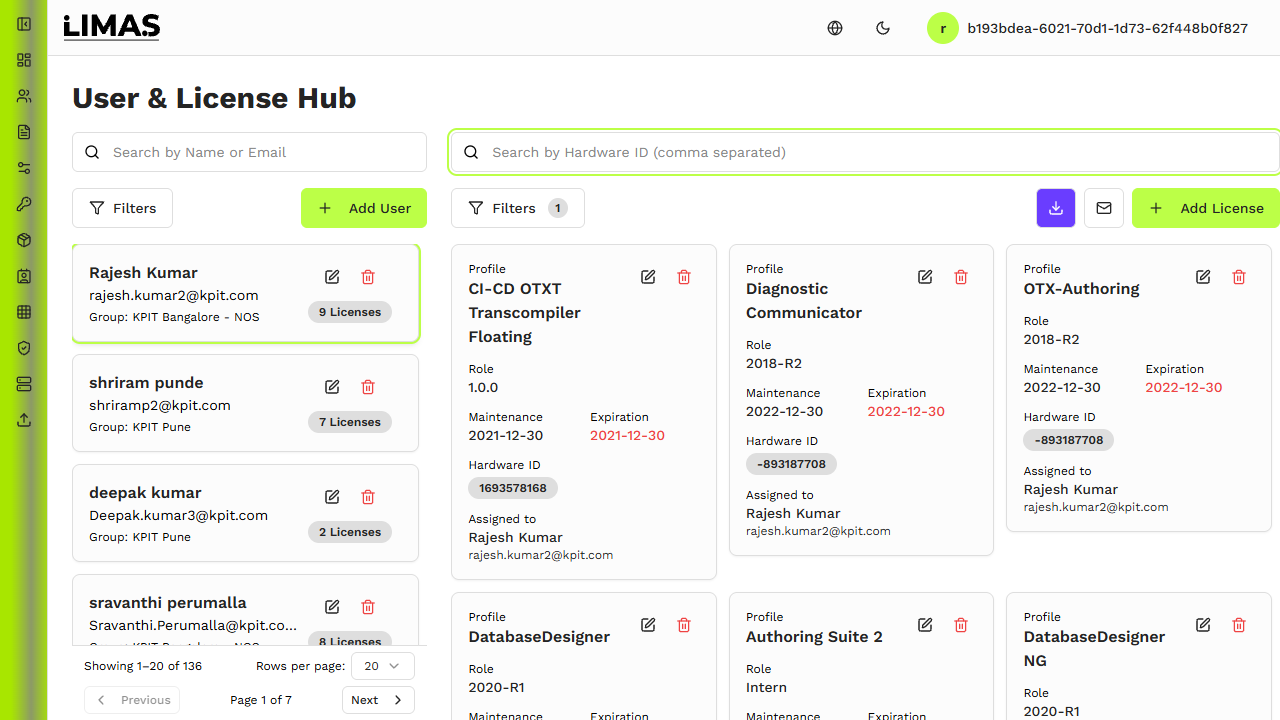 LIMAS
r
b193bdea-6021-70d1-1d73-62f448b0f827
User & License Hub
Search by Name or Email
Search by Hardware ID (comma separated)
Filters
Add User
Filters 1
Add License
Rajesh Kumar
rajesh.kumar2@kpit.com
Group: KPIT Bangalore - NOS
9 Licenses
shriram punde
shriramp2@kpit.com
Group: KPIT Pune
7 Licenses
deepak kumar
Deepak.kumar3@kpit.com
Group: KPIT Pune
2 Licenses
sravanthi perumalla
Sravanthi.Perumalla@kpit.co...
8 Licenses
Showing 1–20 of 136
Rows per page: 20
Previous
Page 1 of 7
Next
Profile
CI-CD OTXT
Transcompiler
Floating
Role
1.0.0
Maintenance
2021-12-30
Expiration
2021-12-30
Hardware ID
1693578168
Assigned to
Rajesh Kumar
rajesh.kumar2@kpit.com
Profile
Diagnostic
Communicator
Role
2018-R2
Maintenance
2022-12-30
Expiration
2022-12-30
Hardware ID
-893187708
Assigned to
Rajesh Kumar
rajesh.kumar2@kpit.com
Profile
OTX-Authoring
Role
2018-R2
Maintenance
2022-12-30
Expiration
2022-12-30
Hardware ID
-893187708
Assigned to
Rajesh Kumar
rajesh.kumar2@kpit.com
Profile
DatabaseDesigner
Role
2020-R1
Maintenance
Expiration
Profile
Authoring Suite 2
Role
Intern
Maintenance
Expiration
Profile
DatabaseDesigner
NG
Role
2020-R1